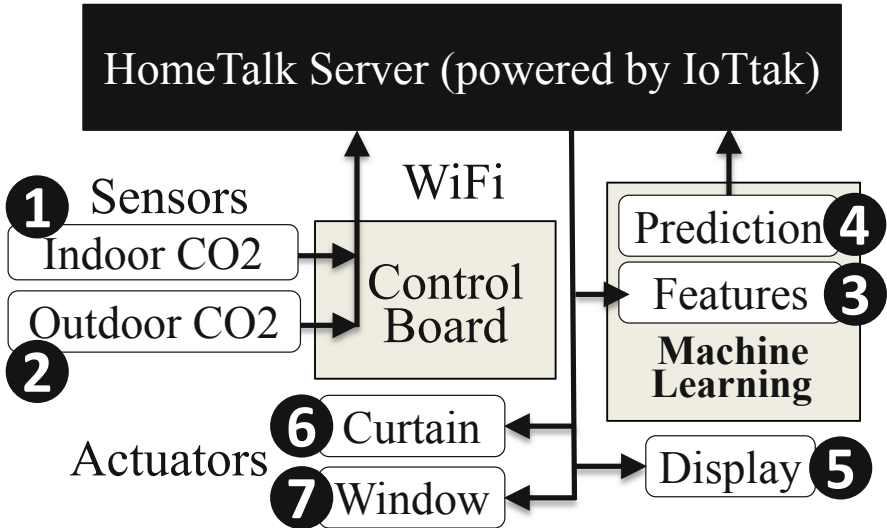 HomeTalk Server (powered by IoTtak)
WiFi
1
Sensors
Indoor CO2
Outdoor CO2
2
Control
Board
Prediction
4
Features
3
Machine
Learning
Actuators
6
Curtain
7
Window
Display
5